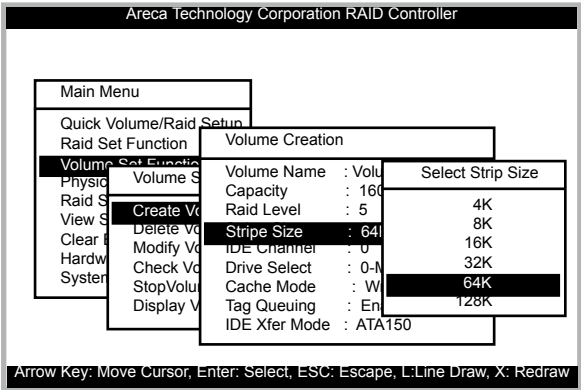 Areca Technology Corporation RAID Controller
Main Menu
Quick Volume/Raid Setup
Raid Set Function
Volume Set Functio
Physic
Raid S
View S
Clear
Hardw
System
Volume S
Create Vo
Delete Vo
Modify Vo
Check Vo
StopVolu
Display V
Volume Creation
Volume Name : Volu
Capacity : 160
Raid Level : 5
Stripe Size : 64
IDE Channel : 0
Drive Select : 0-
Cache Mode : W
Tag Queuing : En
IDE Xfer Mode : ATA150
Select Strip Size
4K
8K
16K
32K
64K
128K
Arrow Key: Move Cursor, Enter: Select, ESC: Escape, L:Line Draw, X: Redraw